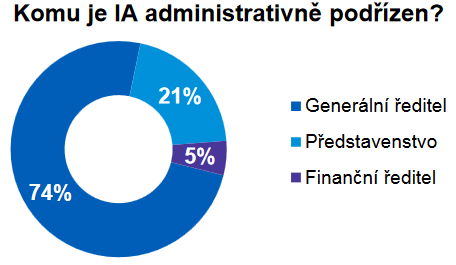 Komu je IA administrativně podřízen?
21%
5%
74%
Generální ředitel
Představenstvo
Finanční ředitel